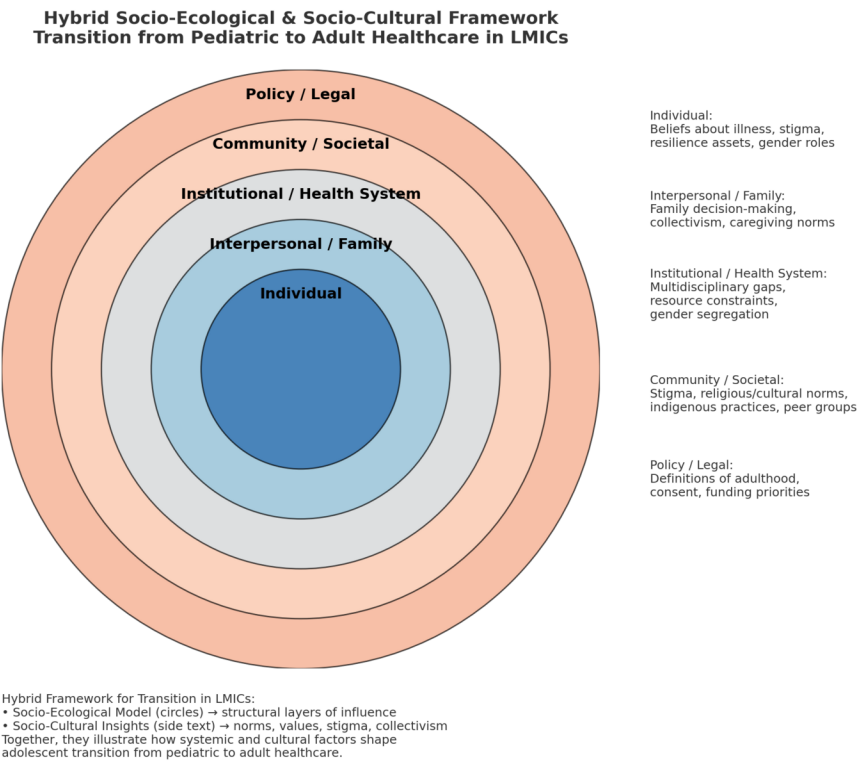 Hybrid Socio-Ecological & Socio-Cultural Framework
Transition from Pediatric to Adult Healthcare in LMICs
Policy / Legal
Community / Societal
Institutional / Health System
Interpersonal / Family
Individual
Individual:
Beliefs about illness, stigma,
resilience assets, gender roles
Interpersonal / Family:
Family decision-making,
collectivism, caregiving norms
Institutional / Health System:
Multidisciplinary gaps,
resource constraints,
gender segregation
Community / Societal:
Stigma, religious/cultural norms,
indigenous practices, peer groups
Policy / Legal:
Definitions of adulthood,
consent, funding priorities
Hybrid Framework for Transition in LMICs:
• Socio-Ecological Model (circles) → structural layers of influence
• Socio-Cultural Insights (side text) → norms, values, stigma, collectivism
Together, they illustrate how systemic and cultural factors shape
adolescent transition from pediatric to adult healthcare.